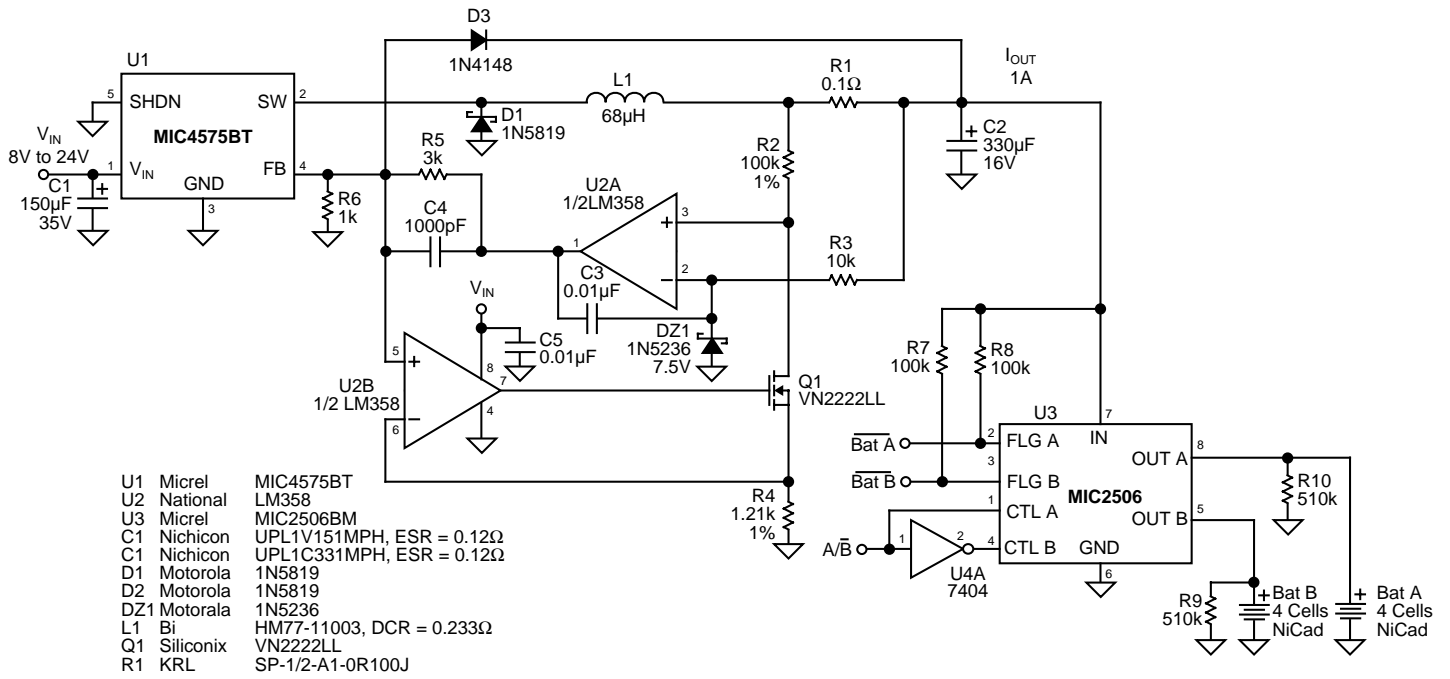 D3
1N4148
U1
MIC4575BT
5
SHDN
SW
2
VIN
8V to 24V
1
VIN
FB
4
GND
3
C1
150µF
35V
D1
1N5819
L1
68µH
R1
0.1Ω
IOUT
1A
C2
330µF
16V
R5
3k
R6
1k
C4
1000pF
R2
100k
1%
U2A
1/2LM358
3
+
1
2
–
C3
0.01µF
R3
10k
DZ1
1N5236
7.5V
VIN
C5
0.01µF
5
+
8
7
4
6
–
U2B
1/2 LM358
Q1
VN2222LL
R4
1.21k
1%
R7
100k
R8
100k
U3
7
IN
Bat A
2
FLG A
8
OUT A
3
Bat B
FLG B
MIC2506
R10
510k
1
CTL A
5
OUT B
A/B
1
2
4
CTL B
GND
6
U4A
7404
R9
510k
+
Bat B
4 Cells
NiCad
+
Bat A
4 Cells
NiCad
U1 Micrel MIC4575BT
U2 National LM358
U3 Micrel MIC2506BM
C1 Nichicon UPL1V151MPH, ESR = 0.12Ω
C1 Nichicon UPL1C331MPH, ESR = 0.12Ω
D1 Motorola 1N5819
D2 Motorola 1N5819
DZ1 Motorala 1N5236
L1 Bi HM77-11003, DCR = 0.233Ω
Q1 Siliconix VN2222LL
R1 KRL SP-1/2-A1-0R100J